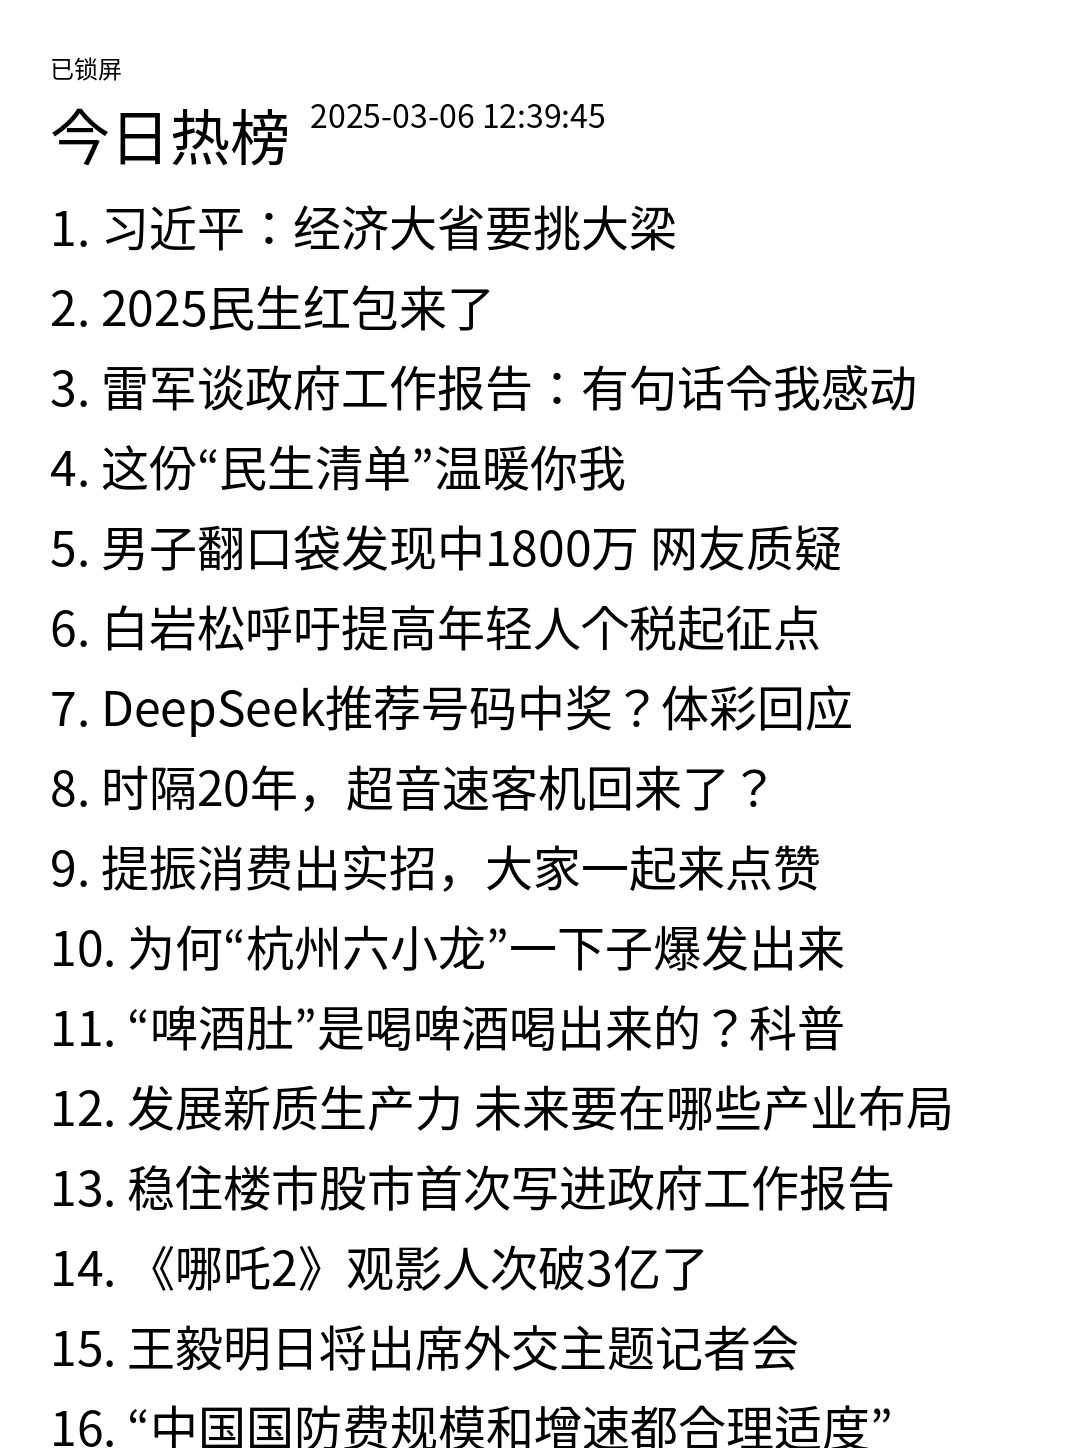 已锁屏
今日热榜 2025-03-06 12:39:45
1. 习近平：经济大省要挑大梁
2. 2025民生红包来了
3. 雷军谈政府工作报告：有句话令我感动
4. 这份“民生清单”温暖你我
5. 男子翻口袋发现中1800万 网友质疑
6. 白岩松呼吁提高年轻人个税起征点
7. DeepSeek推荐号码中奖？体彩回应
8. 时隔20年，超音速客机回来了？
9. 提振消费出实招，大家一起来点赞
10. 为何“杭州六小龙”一下子爆发出来
11. “啤酒肚”是喝啤酒喝出来的？科普
12. 发展新质生产力 未来要在哪些产业布局
13. 稳住楼市股市首次写进政府工作报告
14. 《哪吒2》观影人次破3亿了
15. 王毅明日将出席外交主题记者会
16. “中国国防费规模和增速都合理适度”